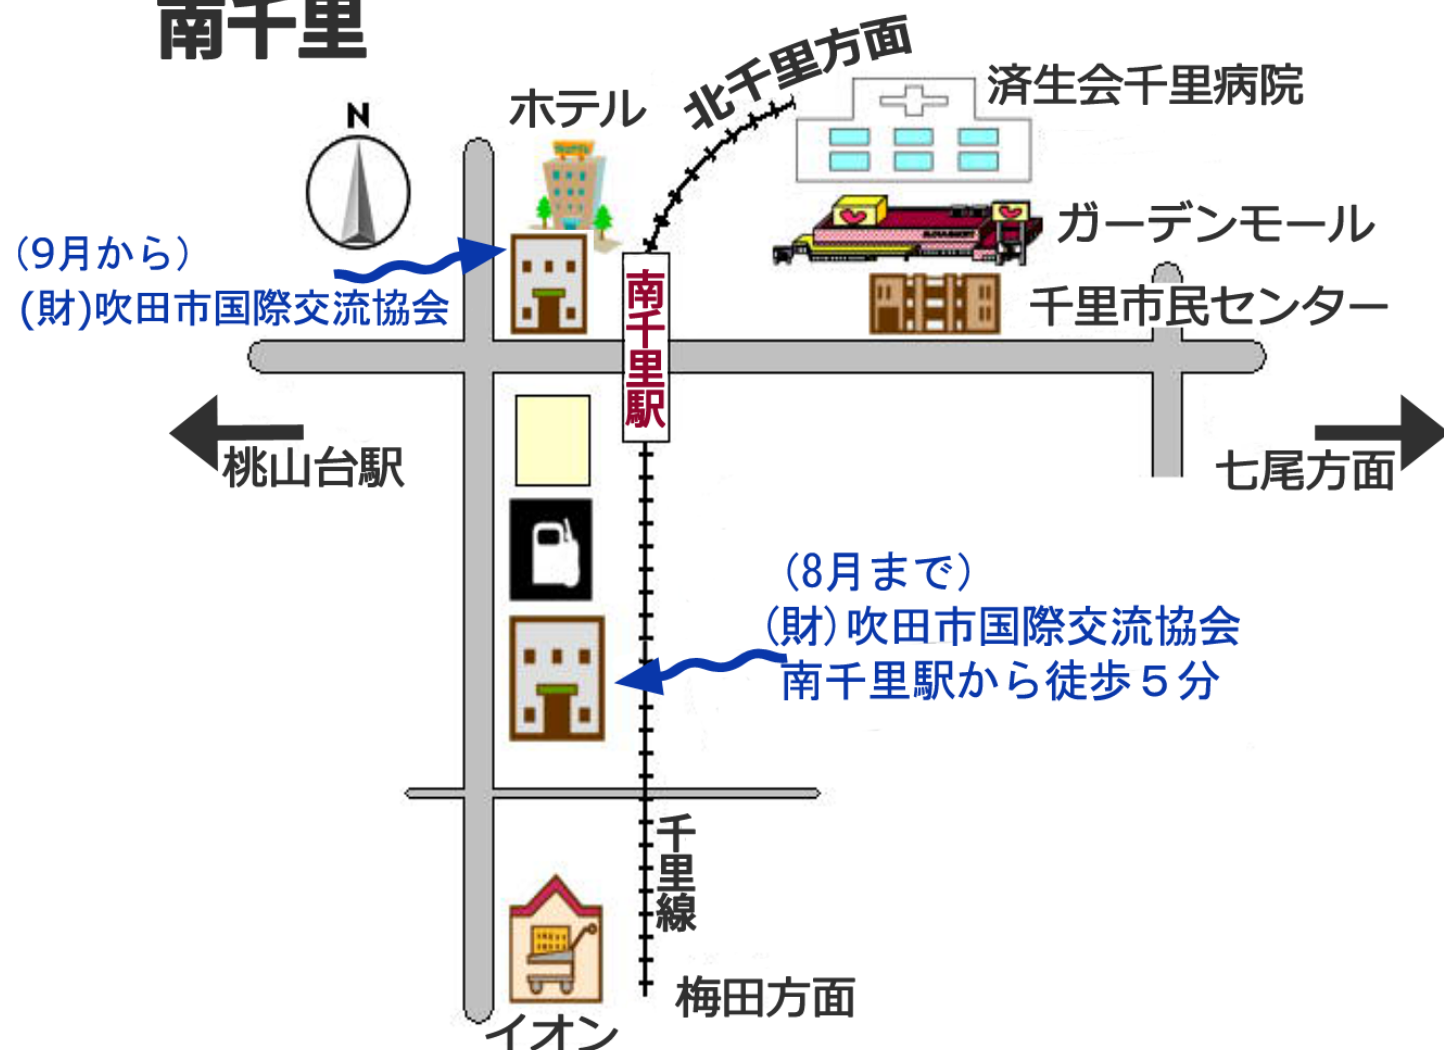 南千里
北千里方面
ホテル
済生会千里病院
N
ガーデンモール
(9月から)
(財)吹田市国際交流協会
南千里駅
千里市民センター
桃山台駅
七尾方面
(8月まで)
(財)吹田市国際交流協会
南千里駅から徒歩５分
千里線
梅田方面
イオン